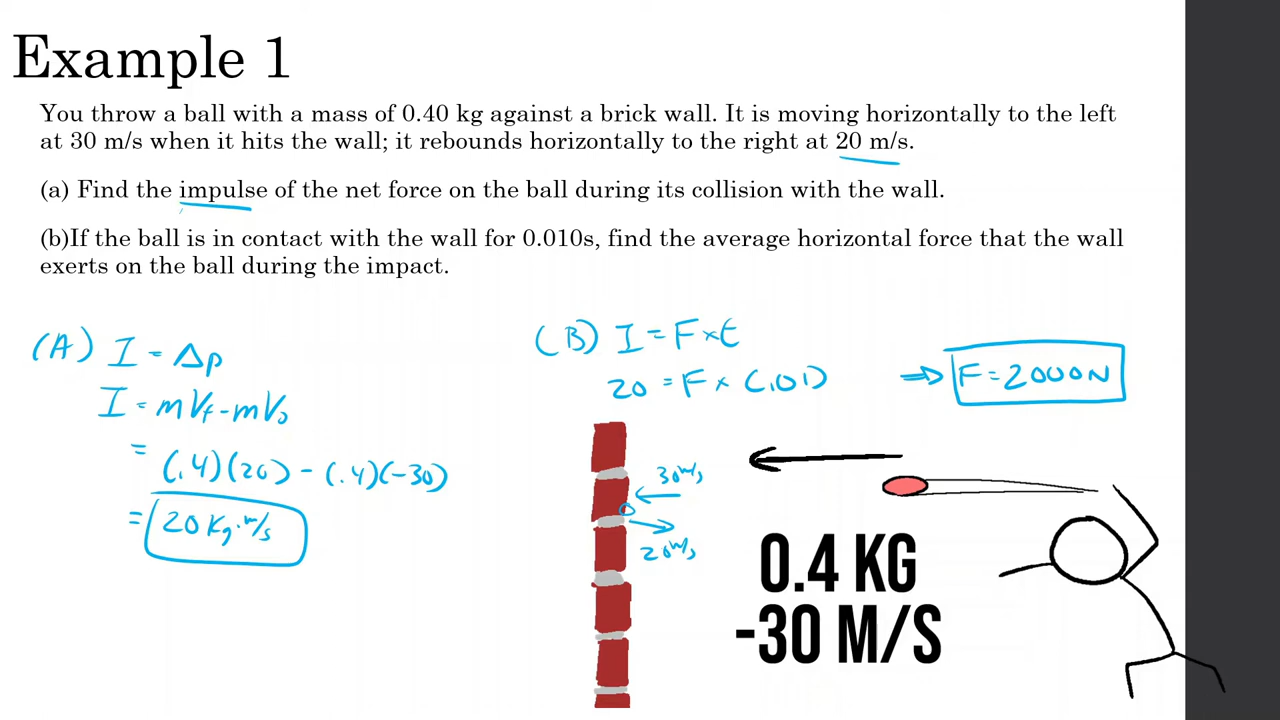 Example 1
You throw a ball with a mass of 0.40 kg against a brick wall. It is moving horizontally to the left
at 30 m/s when it hits the wall; it rebounds horizontally to the right at 20 m/s.
(a) Find the impulse of the net force on the ball during its collision with the wall.
(b)If the ball is in contact with the wall for 0.010s, find the average horizontal force that the wall
exerts on the ball during the impact.
(A) I = Δp
I = mVf - mV₀
= (.4)(20) - (.4)(-30)
= 20 Kg·m/s
(B) I = F×t
20 = F × (.01)
⇒ F = 2000N
30 m/s
20 m/s
0.4 KG
-30 M/S